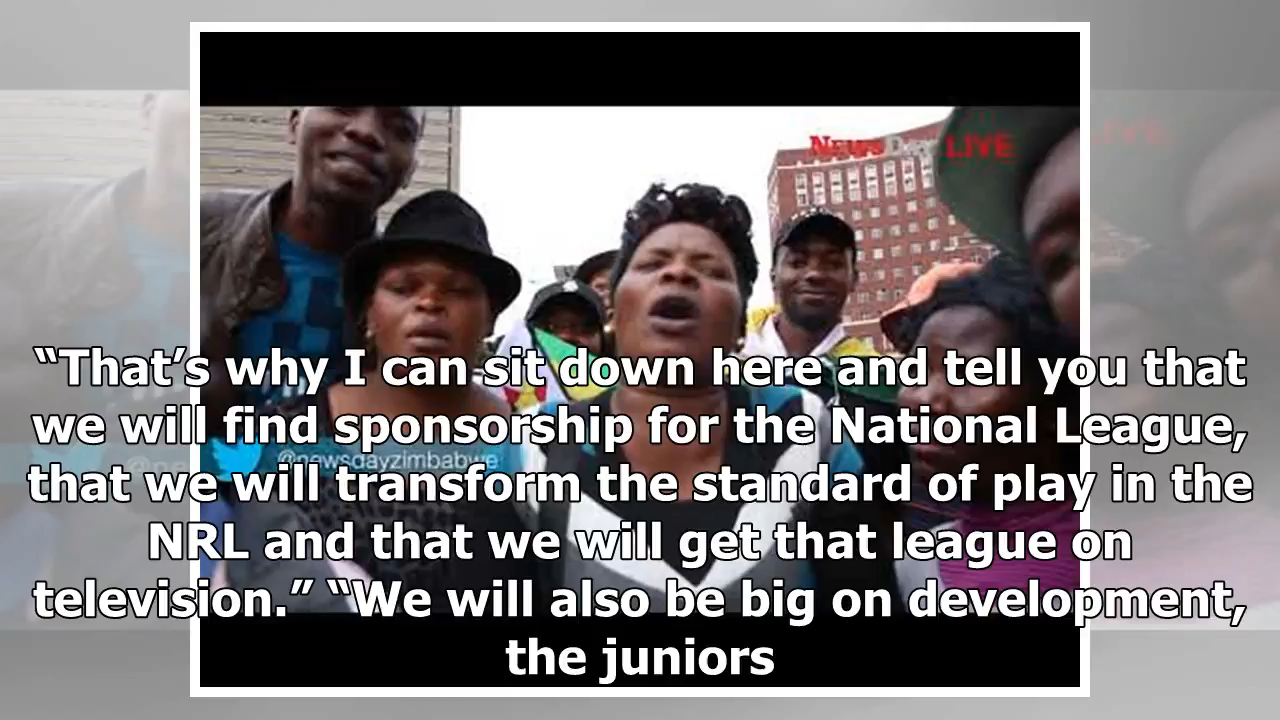 NewsDay LIVE
“That’s why I can sit down here and tell you that
we will find sponsorship for the National League,
@newsdayzimbabwe
that we will transform the standard of play in the
NRL and that we will get that league on
television.” “We will also be big on development,
the juniors